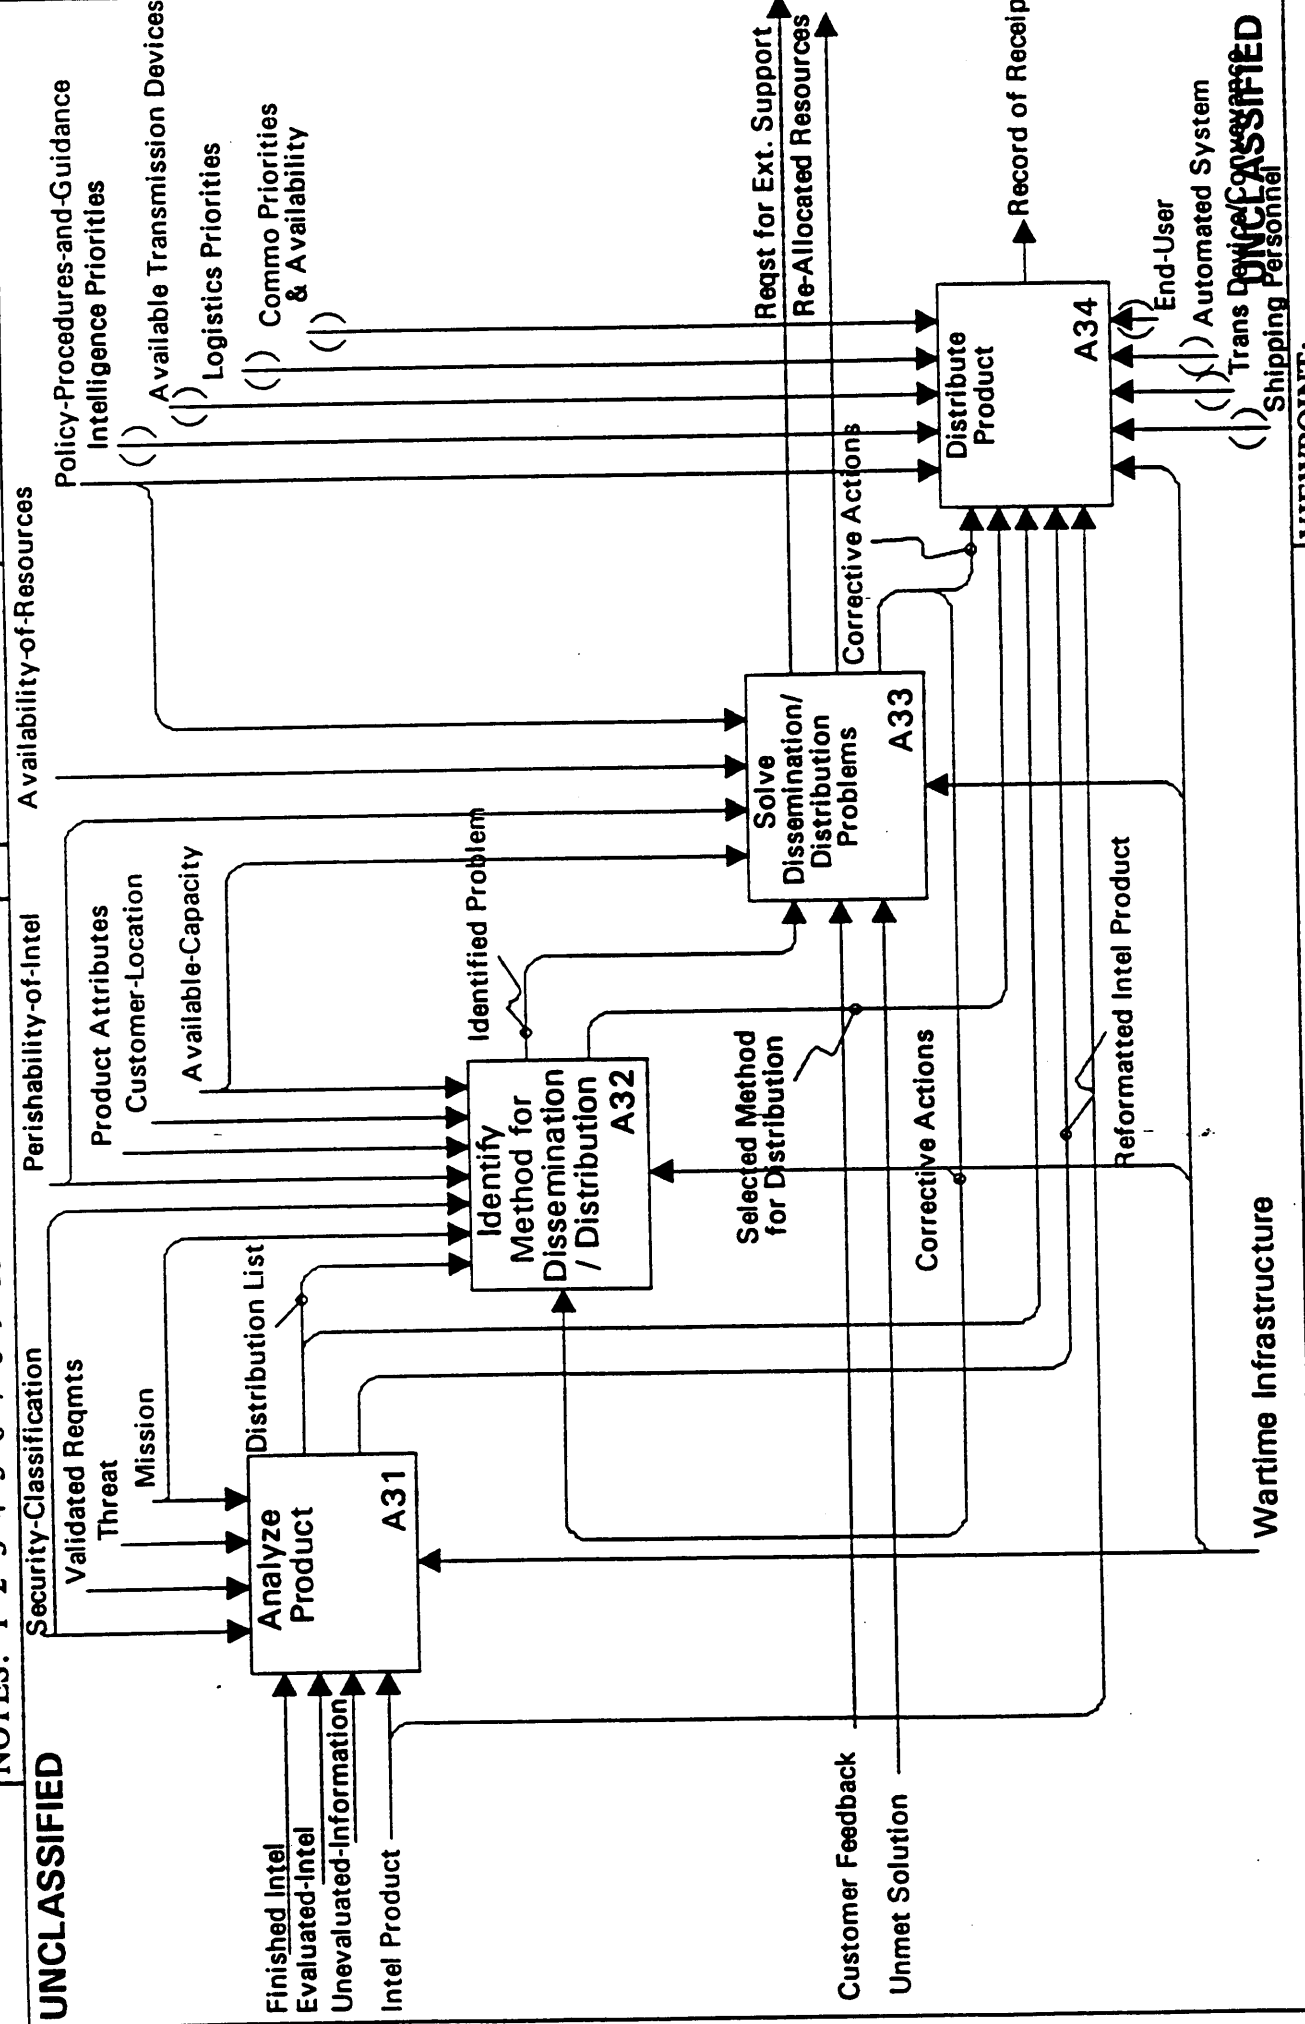 NOTES: 1 2 3 4 5 6 7 8 9 10
UNCLASSIFIED
Security-Classification
Validated Reqmts
Threat
Mission
Perishability-of-Intel
Product Attributes
Customer-Location
Available-Capacity
Availability-of-Resources
Policy-Procedures-and-Guidance
Intelligence Priorities
Available Transmission Devices
Logistics Priorities
Commo Priorities
& Availability
Finished Intel
Evaluated-Intel
Unevaluated-Information
Intel Product
Analyze
Product
A31
Distribution List
Identify
Method for
Dissemination
/ Distribution
A32
Identified Problem
Solve
Dissemination/
Distribution
Problems
A33
Reqst for Ext. Support
Re-Allocated Resources
Corrective Actions
Distribute
Product
A34
Record of Receip
Selected Method
for Distribution
Corrective Actions
Reformatted Intel Product
Customer Feedback
Unmet Solution
Wartime Infrastructure
End-User
Automated System
Trans Device/Conveyance
Shipping Personnel
UNCLASSIFIED
VIEWPOINT: